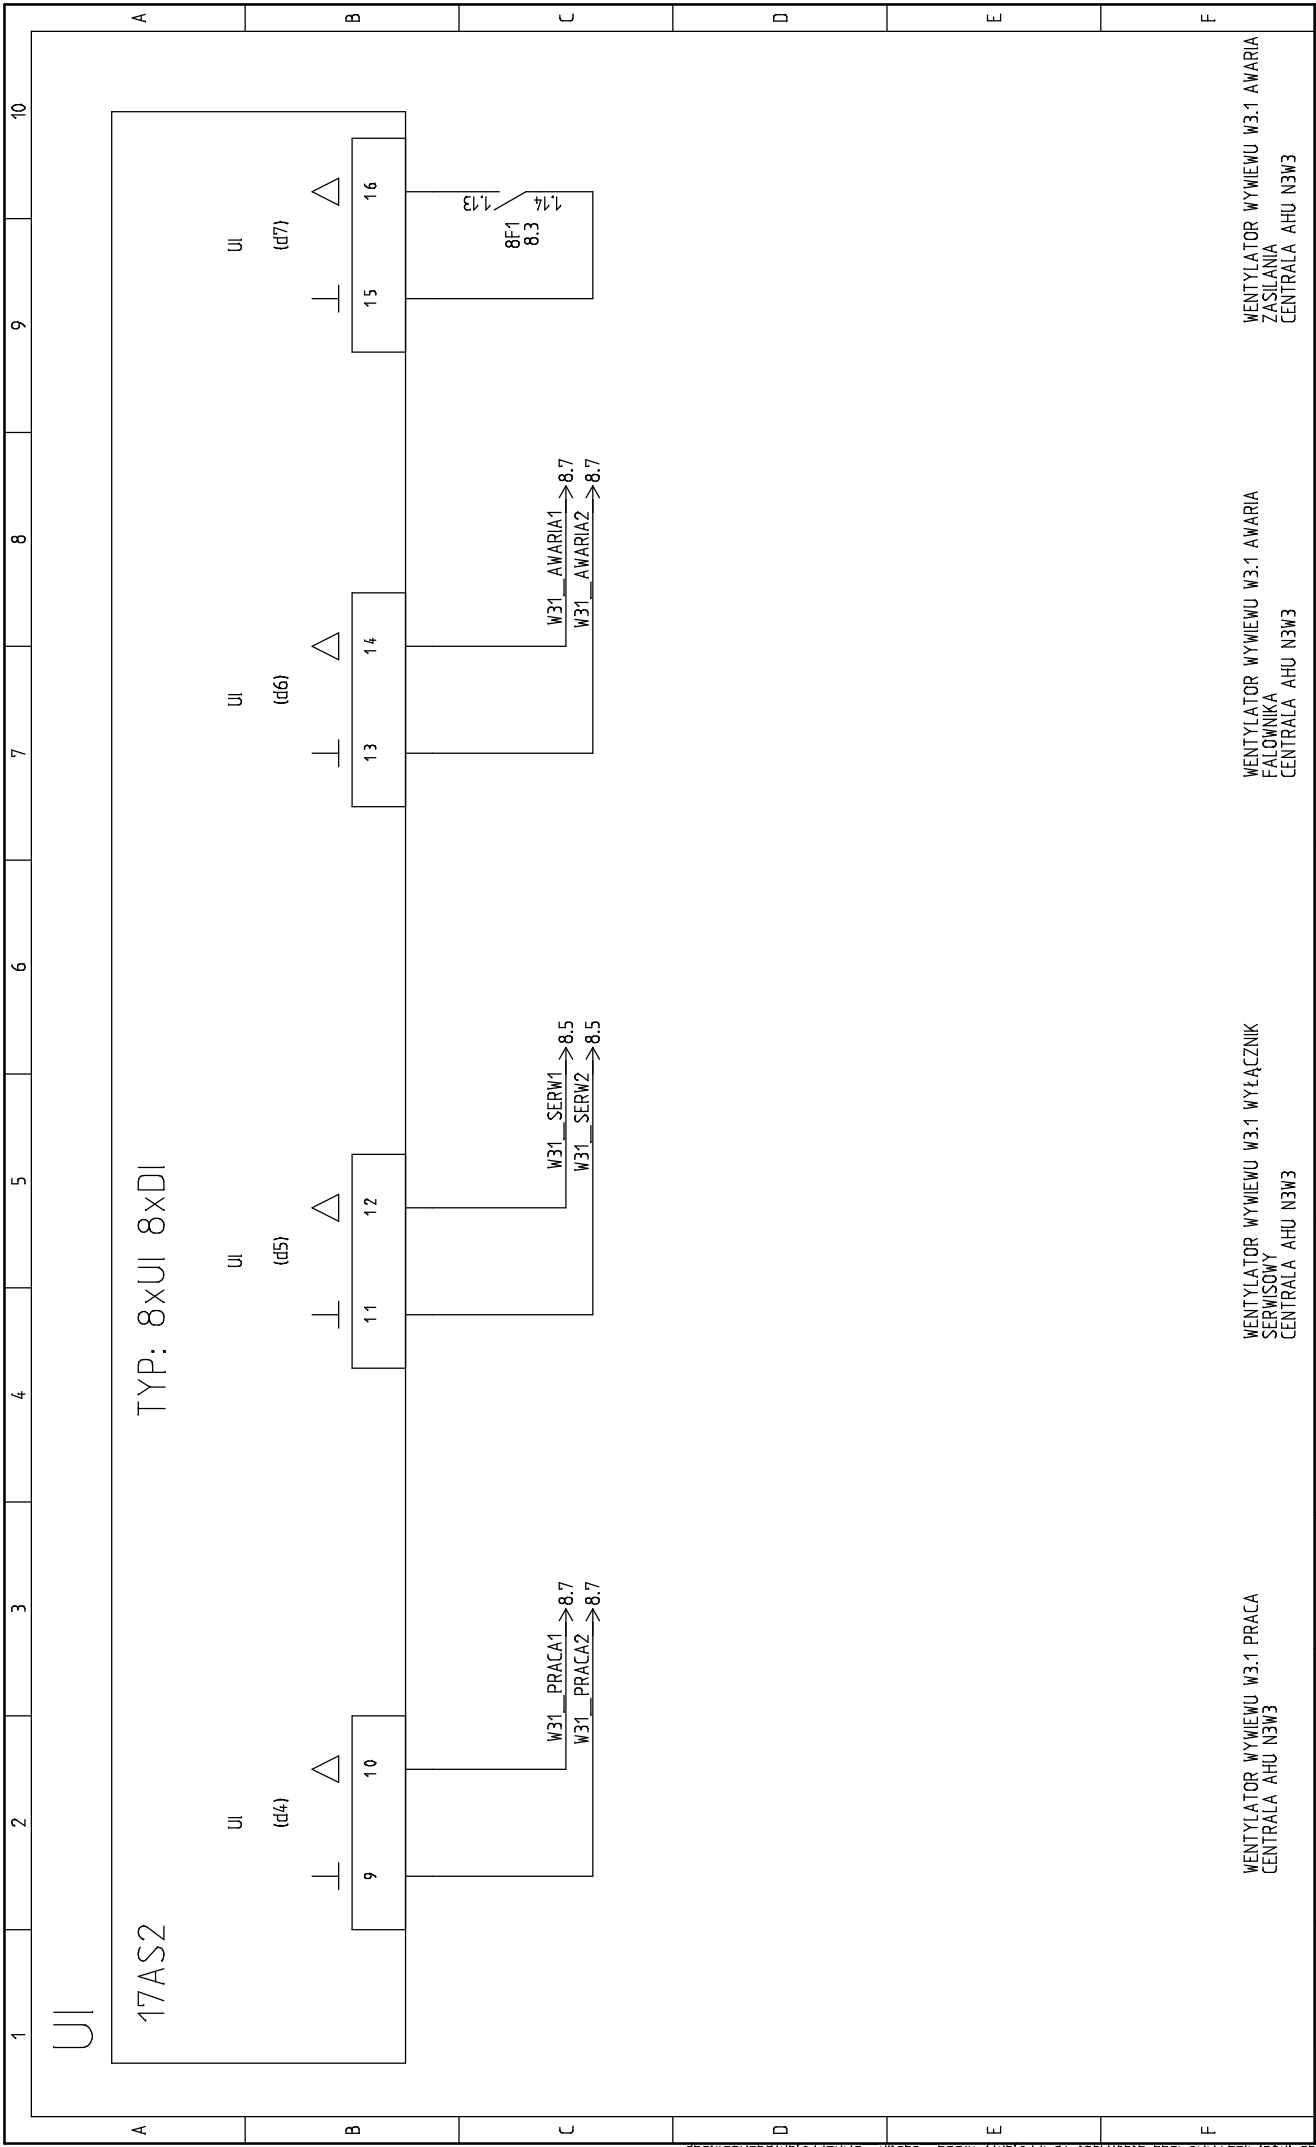 1 2 3 4 5 6 7 8 9 10
A
A
UI
17AS2
TYP: 8xUI 8xDI
B
B
UI
(d4)
9 10
UI
(d5)
11 12
UI
(d6)
13 14
UI
(d7)
15 16
C
C
W31_PRACA1 8.7
W31_PRACA2 8.7
W31_SERW1 8.5
W31_SERW2 8.5
W31_AWARIA1 8.7
W31_AWARIA2 8.7
8F1
8.3
1.13
1.14
D
D
E
E
F
F
WENTYLATOR WYWIEWU W3.1 PRACA
CENTRALA AHU N3W3
WENTYLATOR WYWIEWU W3.1 WYŁĄCZNIK
SERWISOWY
CENTRALA AHU N3W3
WENTYLATOR WYWIEWU W3.1 AWARIA
FALOWNIKA
CENTRALA AHU N3W3
WENTYLATOR WYWIEWU W3.1 AWARIA
ZASILANIA
CENTRALA AHU N3W3